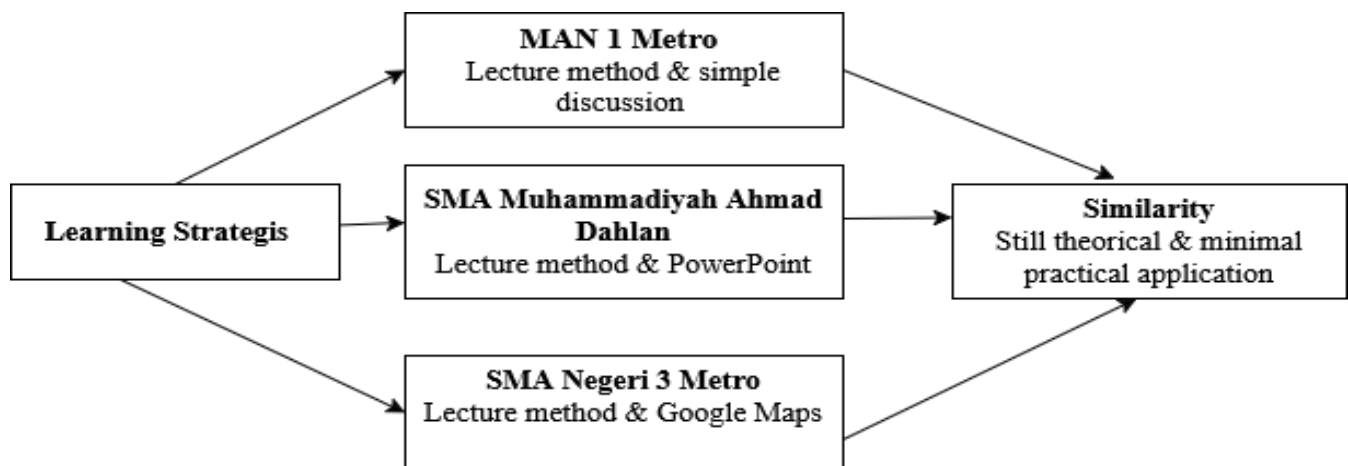 MAN 1 Metro
Lecture method & simple
discussion
Learning Strategis
SMA Muhammadiyah Ahmad
Dahlan
Lecture method & PowerPoint
Similarity
Still theorical & minimal
practical application
SMA Negeri 3 Metro
Lecture method & Google Maps